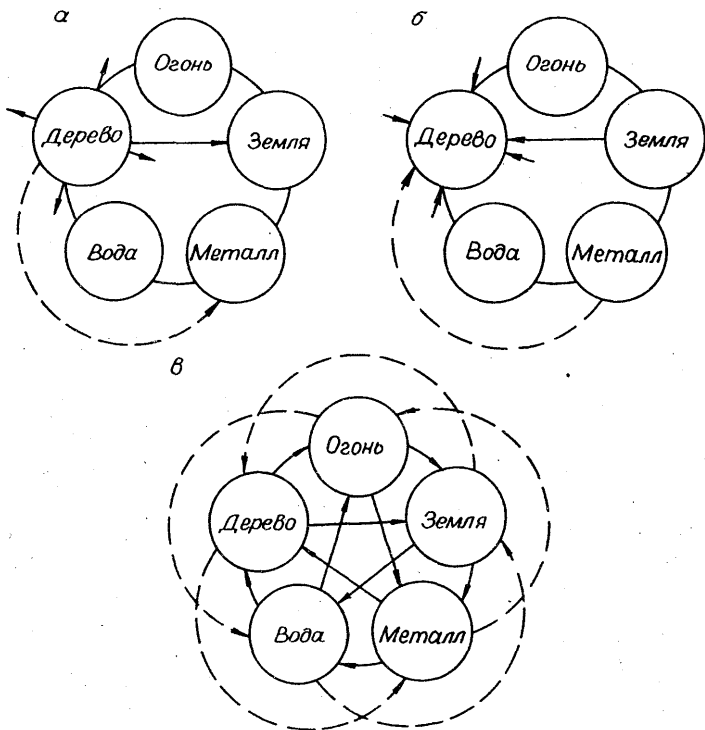 а
Огонь
Дерево
Земля
Вода
Металл
б
Огонь
Дерево
Земля
Вода
Металл
в
Огонь
Дерево
Земля
Вода
Металл